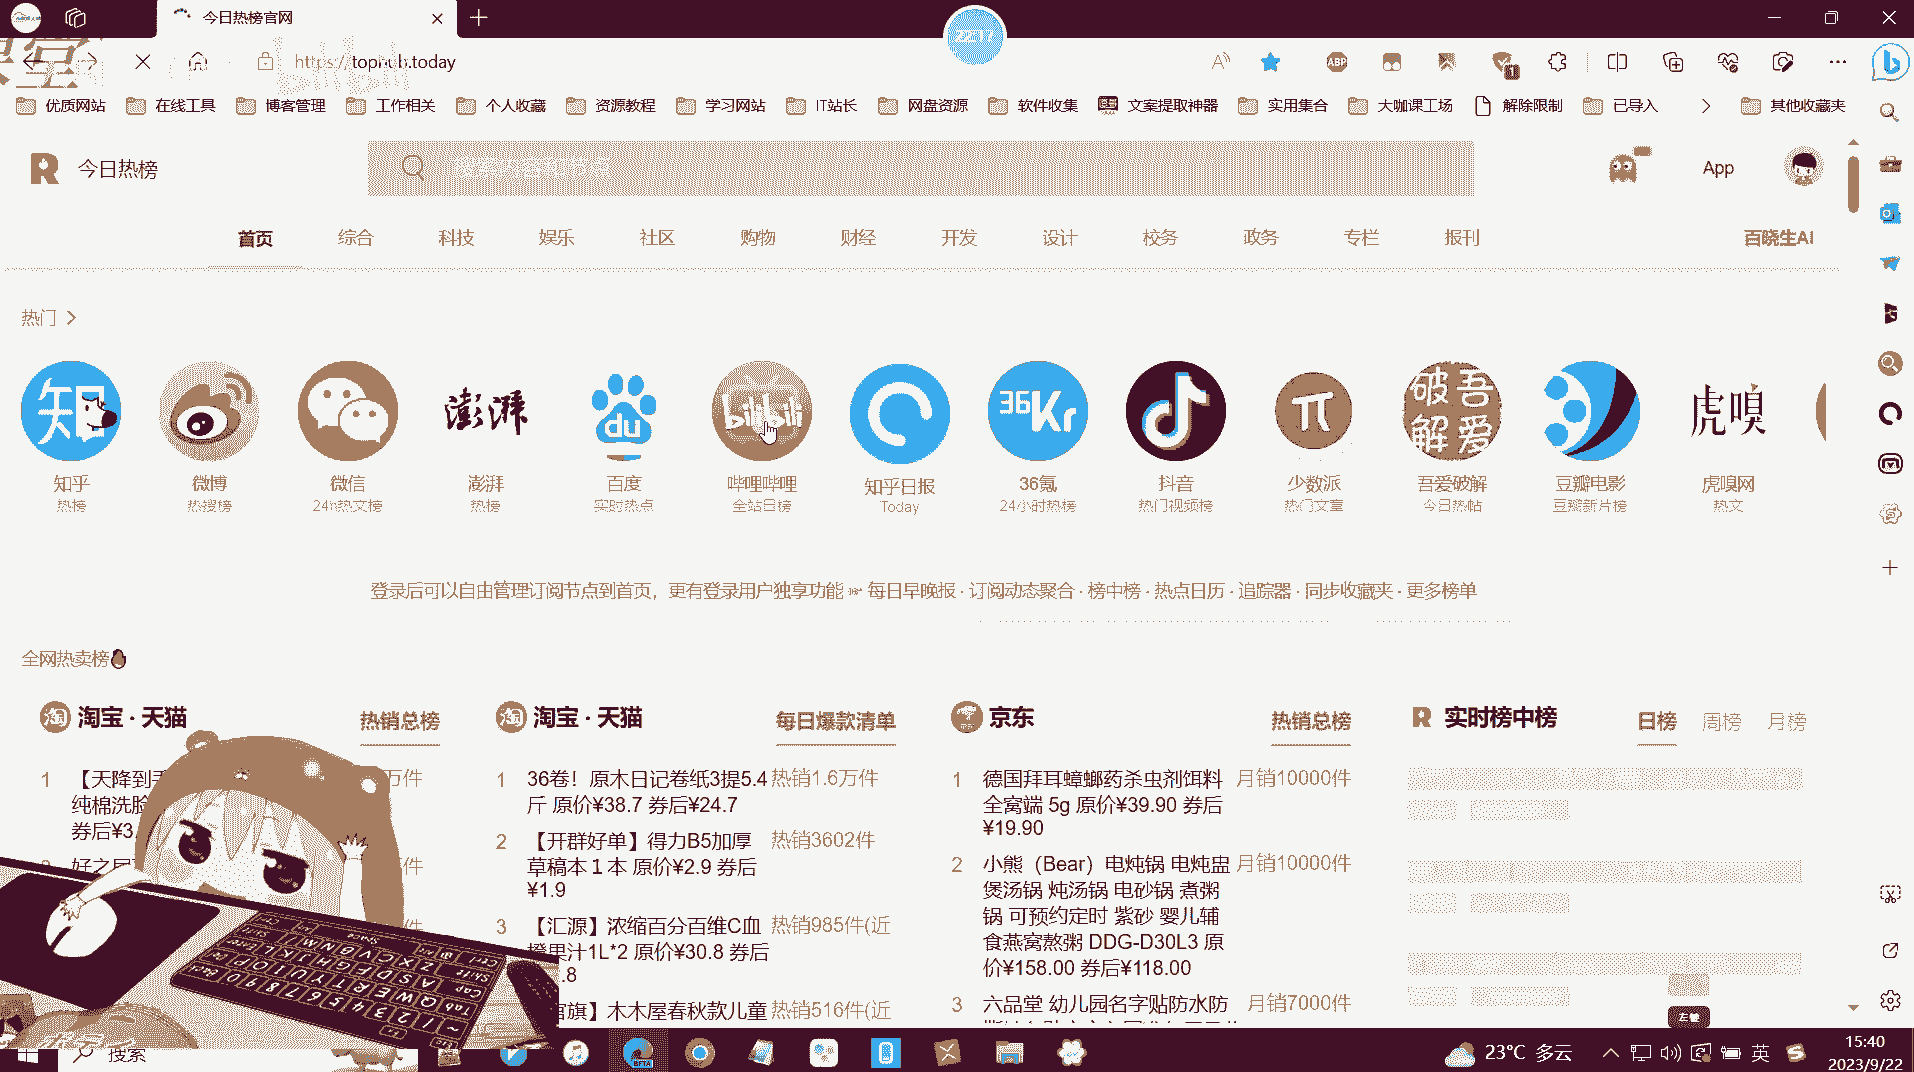 今日热榜官网
https://tophub.today
优质网站 在线工具 博客管理 工作相关 个人收藏 资源教程 学习网站 IT站长 网盘资源 软件收集 文案提取神器 实用集合 大咖课工场 解除限制 已导入 其他收藏夹
今日热榜
App
首页 综合 科技 娱乐 社区 购物 财经 开发 设计 校务 政务 专栏 报刊 百晓生AI
热门
知
澎湃
du
bilibili
36Kr
吾爱破解
虎嗅
知乎 微博 微信 澎湃 百度 哔哩哔哩 知乎日报 36氪 抖音 少数派 吾爱破解 豆瓣电影 虎嗅网
热榜 热搜榜 24h热文榜 热榜 实时热点 全站日榜 Today 24小时热榜 热门视频榜 热门文章 今日热帖 豆瓣新片榜 热文
登录后可以自由管理订阅节点到首页，更有登录用户独享功能 ☞ 每日早晚报 · 订阅动态聚合 · 榜中榜 · 热点日历 · 追踪器 · 同步收藏夹 · 更多榜单
全网热卖榜
淘宝 · 天猫 热销总榜
1 【天降到
纯棉洗脸
券后¥3.
万件
件
件
淘宝 · 天猫 每日爆款清单
1 36卷！原木日记卷纸3提5.4 热销1.6万件
斤 原价¥38.7 券后¥24.7
2 【开群好单】得力B5加厚 热销3602件
草稿本１本 原价¥2.9 券后
¥1.9
3 【汇源】浓缩百分百维C血 热销985件(近
橙果汁1L*2 原价¥30.8 券后
.8
旗】木木屋春秋款儿童 热销516件(近
京东 热销总榜
1 德国拜耳蟑螂药杀虫剂饵料 月销10000件
全窝端 5g 原价¥39.90 券后
¥19.90
2 小熊（Bear）电炖锅 电炖盅 月销10000件
煲汤锅 炖汤锅 电砂锅 煮粥
锅 可预约定时 紫砂 婴儿辅
食燕窝熬粥 DDG-D30L3 原
价¥158.00 券后¥118.00
3 六品堂 幼儿园名字贴防水防 月销7000件
实时榜中榜 日榜 周榜 月榜
搜索
23°C 多云
英
15:40
2023/9/22